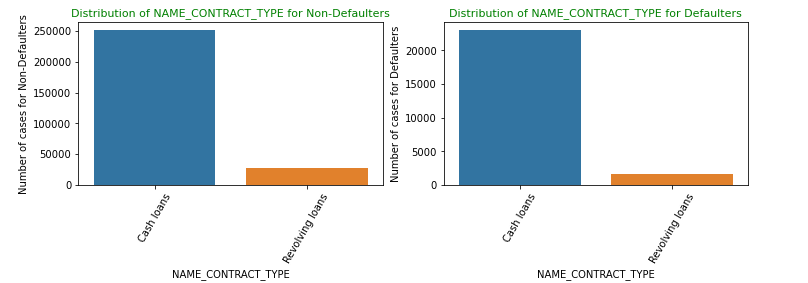 Distribution of NAME_CONTRACT_TYPE for Non-Defaulters
Number of cases for Non-Defaulters
250000
200000
150000
100000
50000
0
Cash loans
Revolving loans
NAME_CONTRACT_TYPE
Distribution of NAME_CONTRACT_TYPE for Defaulters
Number of cases for Defaulters
20000
15000
10000
5000
0
Cash loans
Revolving loans
NAME_CONTRACT_TYPE